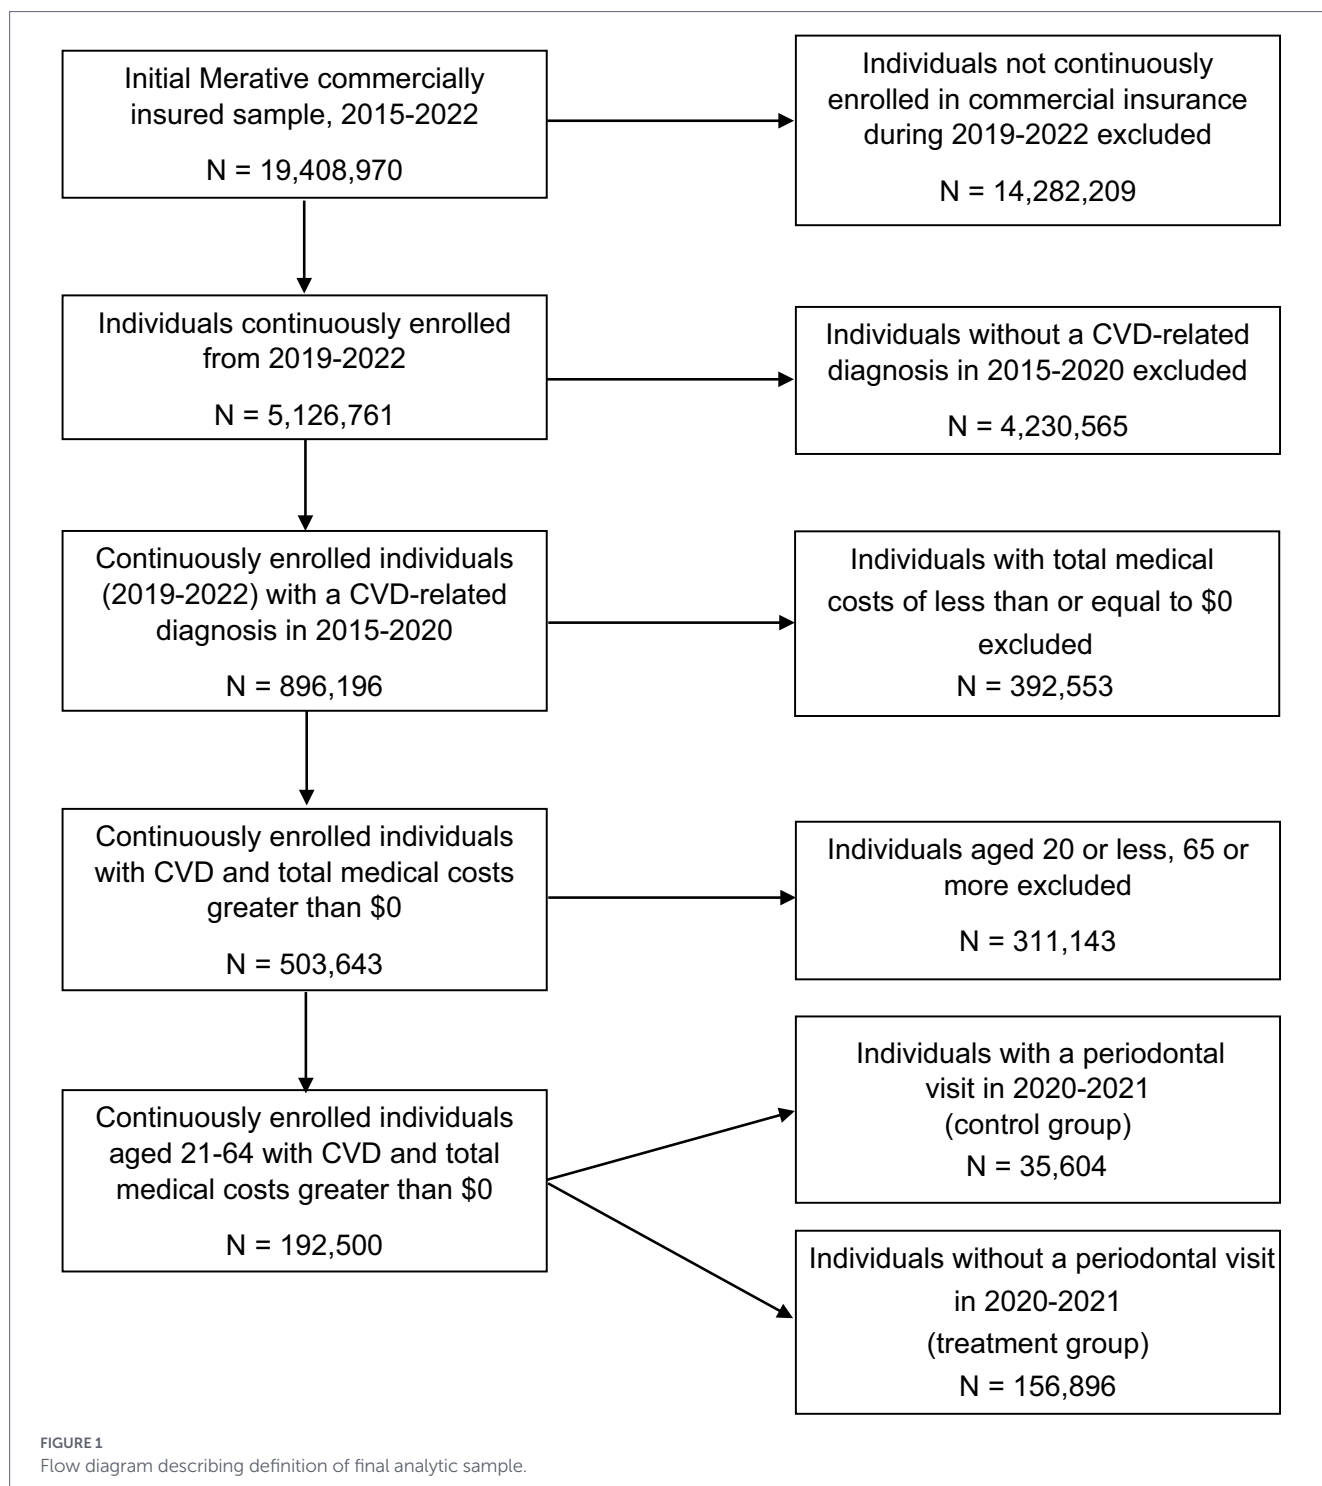 Initial Merative commercially
insured sample, 2015-2022
N = 19,408,970
Individuals not continuously
enrolled in commercial insurance
during 2019-2022 excluded
N = 14,282,209
Individuals continuously enrolled
from 2019-2022
N = 5,126,761
Individuals without a CVD-related
diagnosis in 2015-2020 excluded
N = 4,230,565
Continuously enrolled individuals
(2019-2022) with a CVD-related
diagnosis in 2015-2020
N = 896,196
Individuals with total medical
costs of less than or equal to $0
excluded
N = 392,553
Continuously enrolled individuals
with CVD and total medical costs
greater than $0
N = 503,643
Individuals aged 20 or less, 65 or
more excluded
N = 311,143
Continuously enrolled individuals
aged 21-64 with CVD and total
medical costs greater than $0
N = 192,500
Individuals with a periodontal
visit in 2020-2021
(control group)
N = 35,604
Individuals without a periodontal visit
in 2020-2021
(treatment group)
N = 156,896
FIGURE 1
Flow diagram describing definition of final analytic sample.